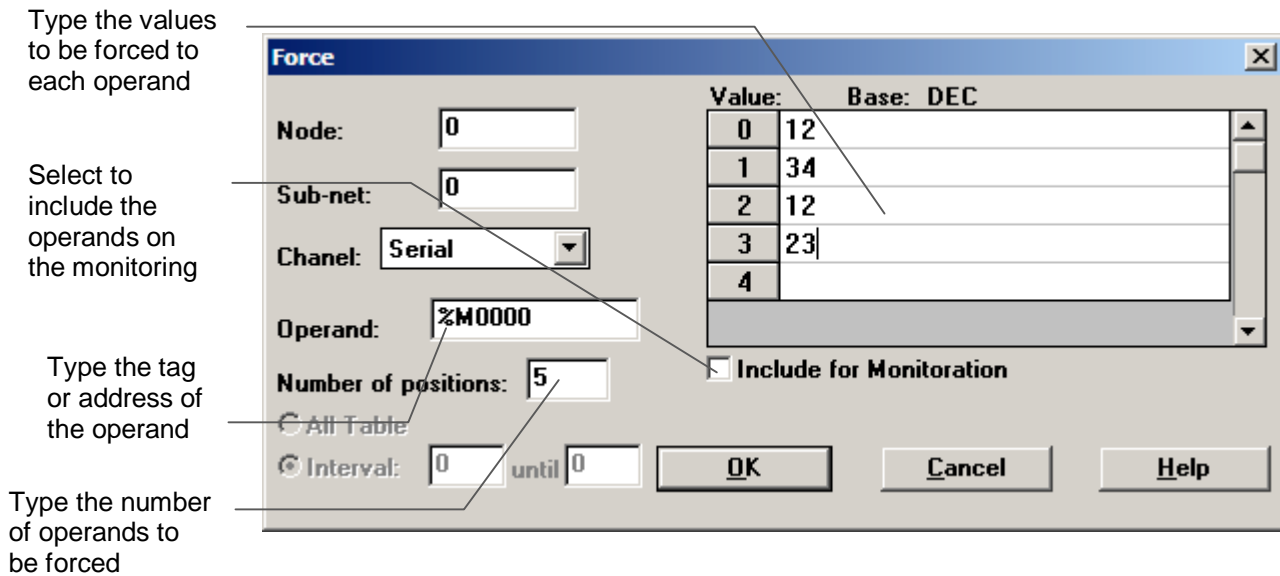 Type the values
to be forced to
each operand
Select to
include the
operands on
the monitoring
Type the tag
or address of
the operand
Type the number
of operands to
be forced
Force
Node: 0
Sub-net: 0
Chanel: Serial
Operand: %M0000
Number of positions: 5
All Table
Interval: 0 until 0
Value: Base: DEC
0 12
1 34
2 12
3 23
4
Include for Monitoration
OK Cancel Help